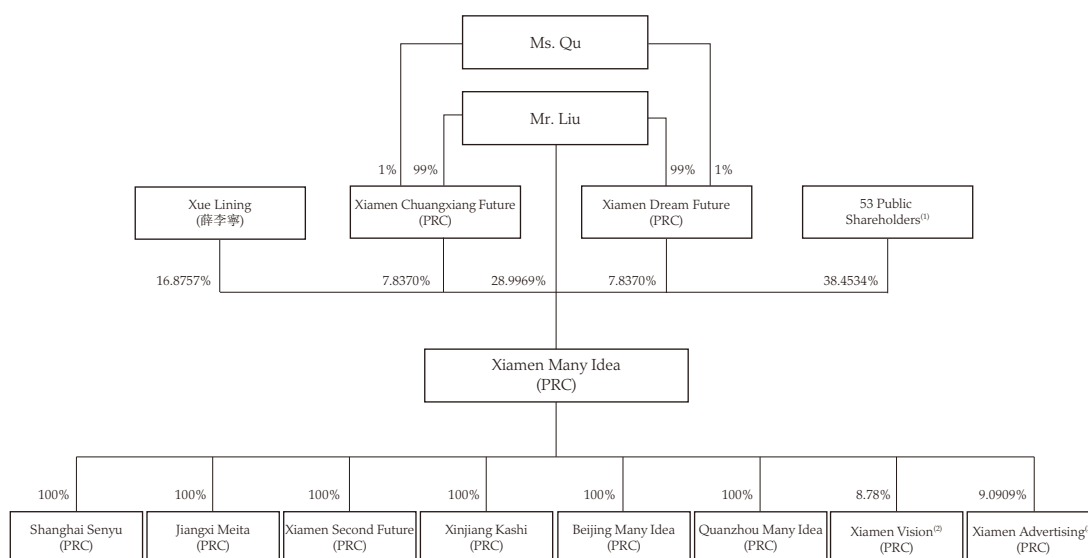 Ms. Qu
Mr. Liu
1%
99%
99%
1%
Xue Lining
(薛李寧)
Xiamen Chuangxiang Future
(PRC)
Xiamen Dream Future
(PRC)
53 Public
Shareholders(1)
16.8757%
7.8370%
28.9969%
7.8370%
38.4534%
Xiamen Many Idea
(PRC)
100%
100%
100%
100%
100%
100%
8.78%
9.0909%
Shanghai Senyu
(PRC)
Jiangxi Meita
(PRC)
Xiamen Second Future
(PRC)
Xinjiang Kashi
(PRC)
Beijing Many Idea
(PRC)
Quanzhou Many Idea
(PRC)
Xiamen Vision(2)
(PRC)
Xiamen Advertising
(PRC)